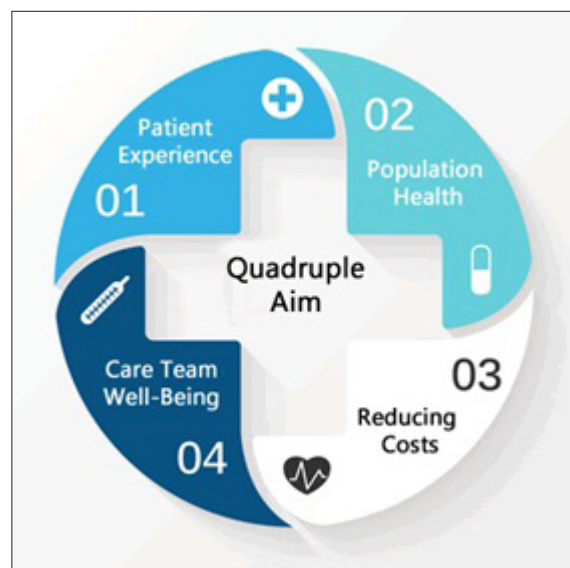 Patient
Experience
01
02
Population
Health
Quadruple
Aim
03
Reducing
Costs
Care Team
Well-Being
04